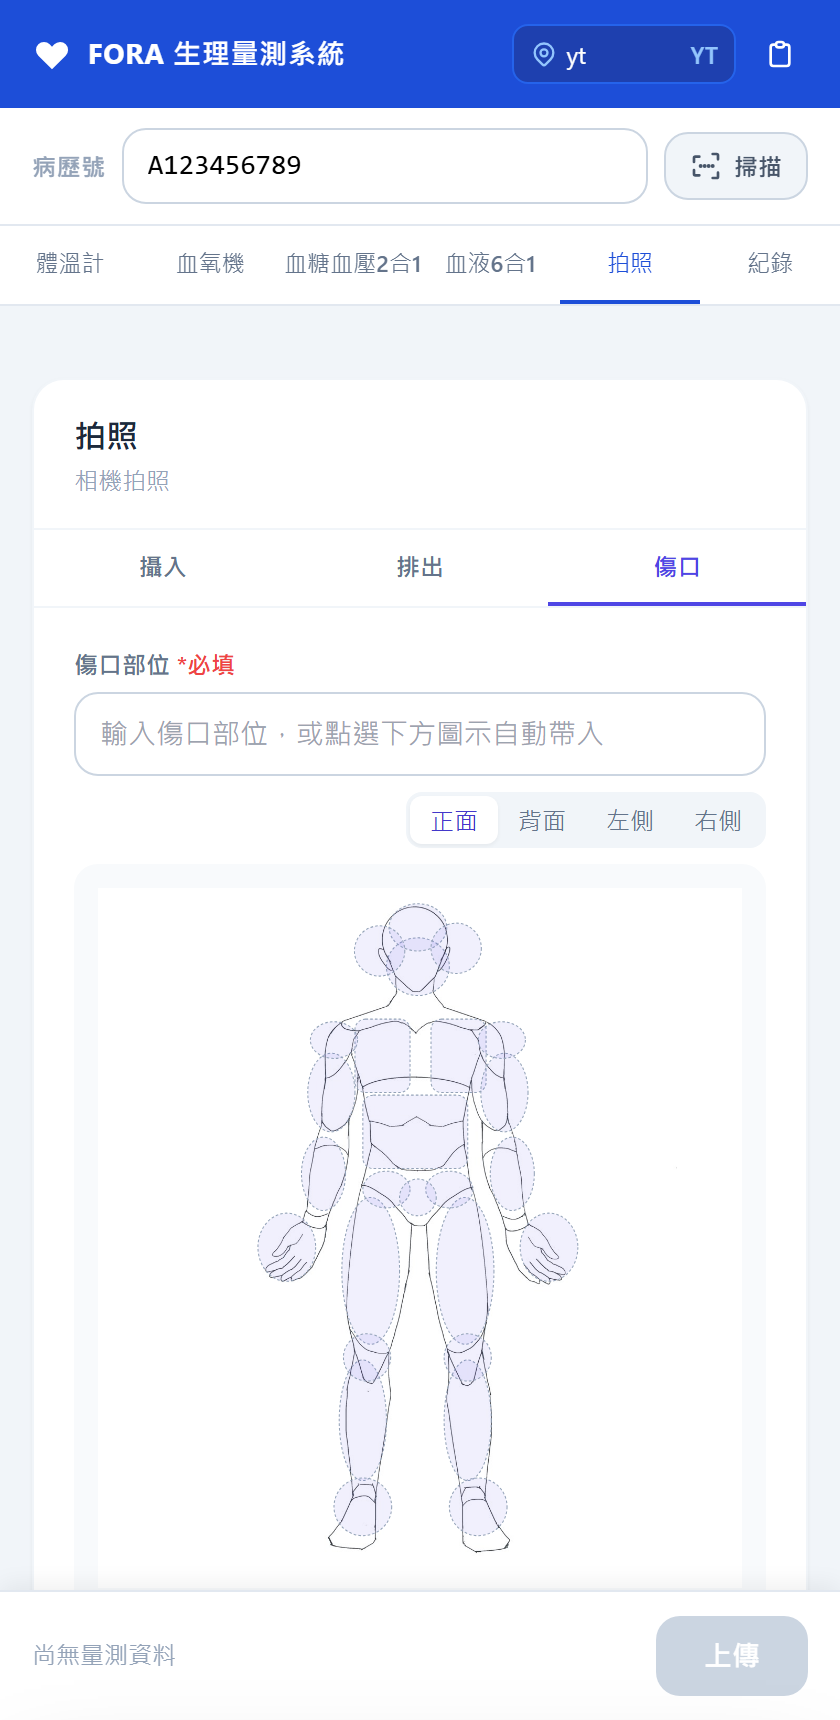 FORA 生理量測系統
yt YT
病歷號 A123456789 掃描
體溫計 血氧機 血糖血壓2合1 血液6合1 拍照 紀錄
拍照
相機拍照
攝入 排出 傷口
傷口部位 *必填
輸入傷口部位，或點選下方圖示自動帶入
正面 背面 左側 右側
尚無量測資料 上傳